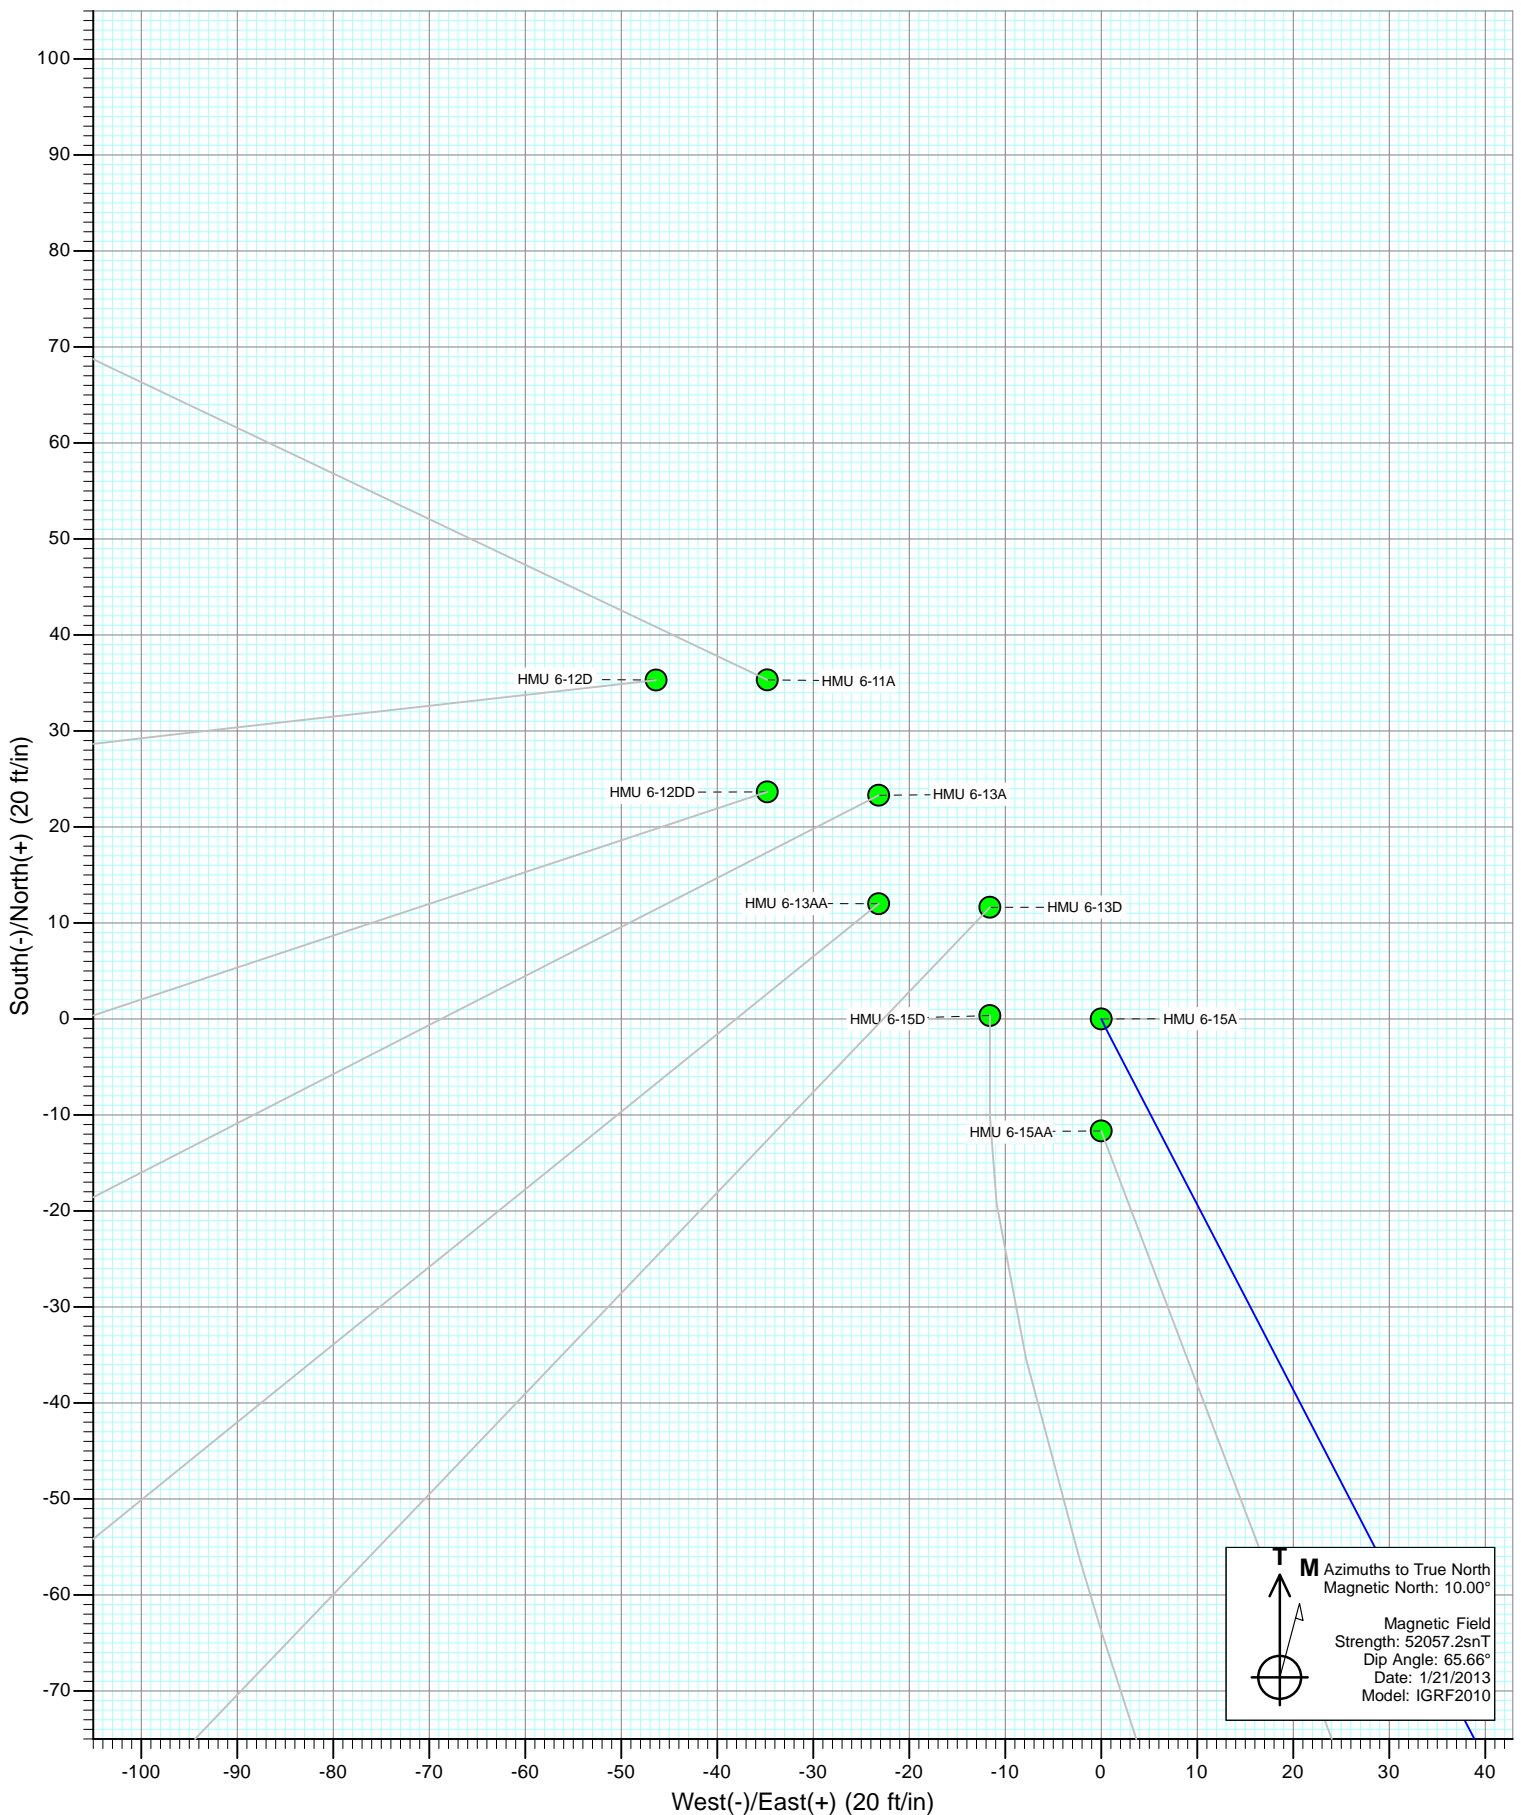 100
90
80
70
60
50
40
30
20
10
0
-10
-20
-30
-40
-50
-60
-70
South(-)/North(+) (20 ft/in)
HMU 6-12D
HMU 6-11A
HMU 6-12DD
HMU 6-13A
HMU 6-13AA
HMU 6-13D
HMU 6-15D
HMU 6-15A
HMU 6-15AA
T
M
Azimuths to True North
Magnetic North: 10.00°
Magnetic Field
Strength: 52057.2snT
Dip Angle: 65.66°
Date: 1/21/2013
Model: IGRF2010
-100 -90 -80 -70 -60 -50 -40 -30 -20 -10 0 10 20 30 40
West(-)/East(+) (20 ft/in)